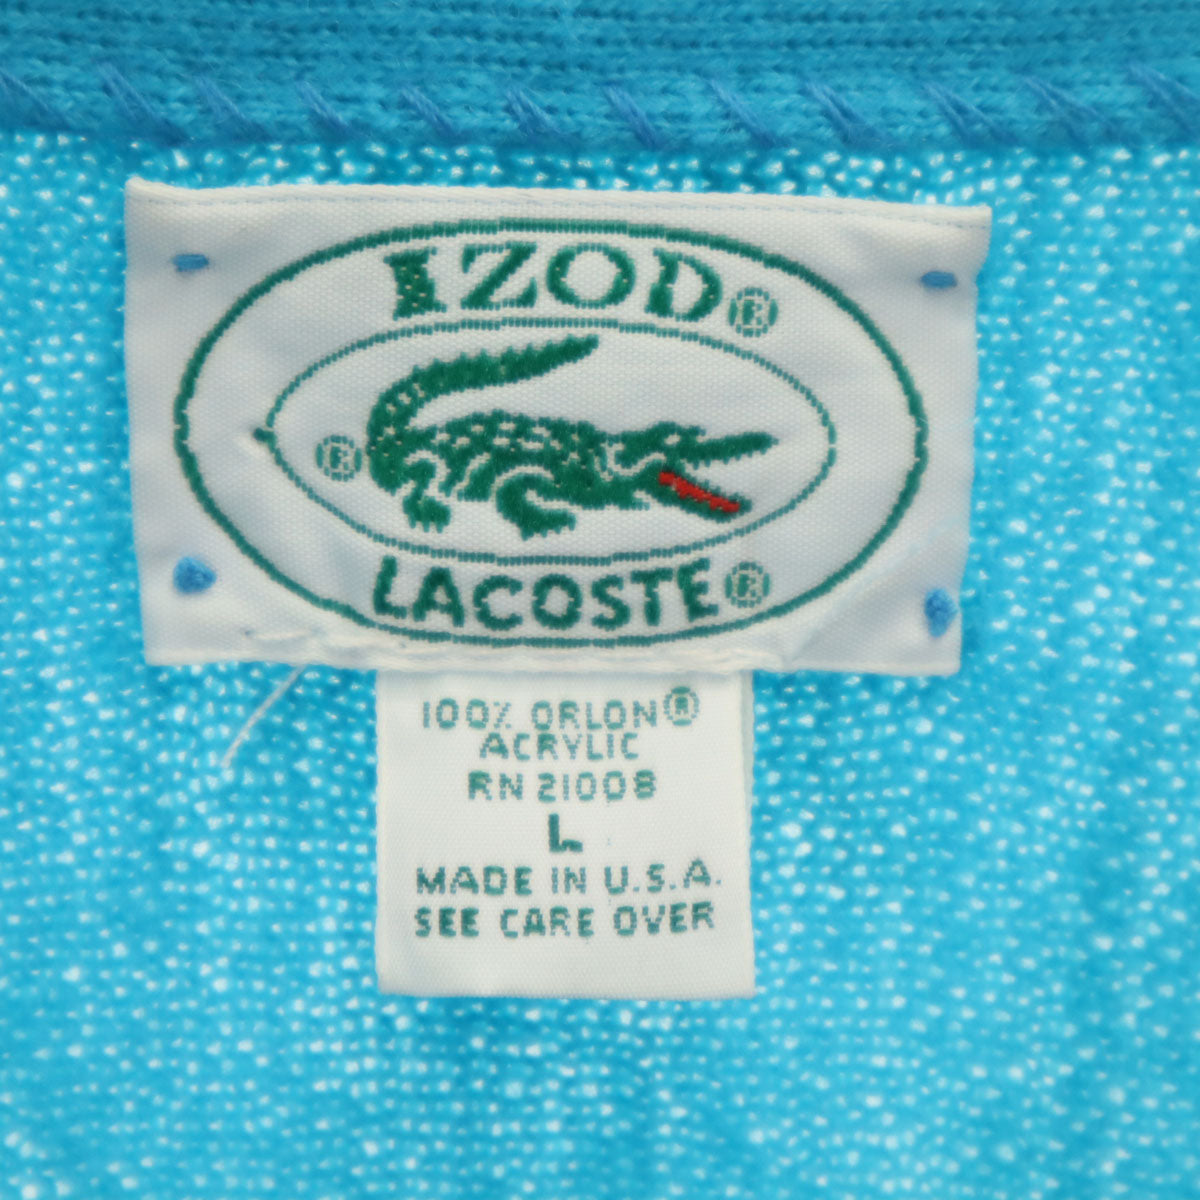 IZOD®
®
LACOSTE®
100% ORLON®
ACRYLIC
RN 21008
L
MADE IN U.S.A.
SEE CARE OVER